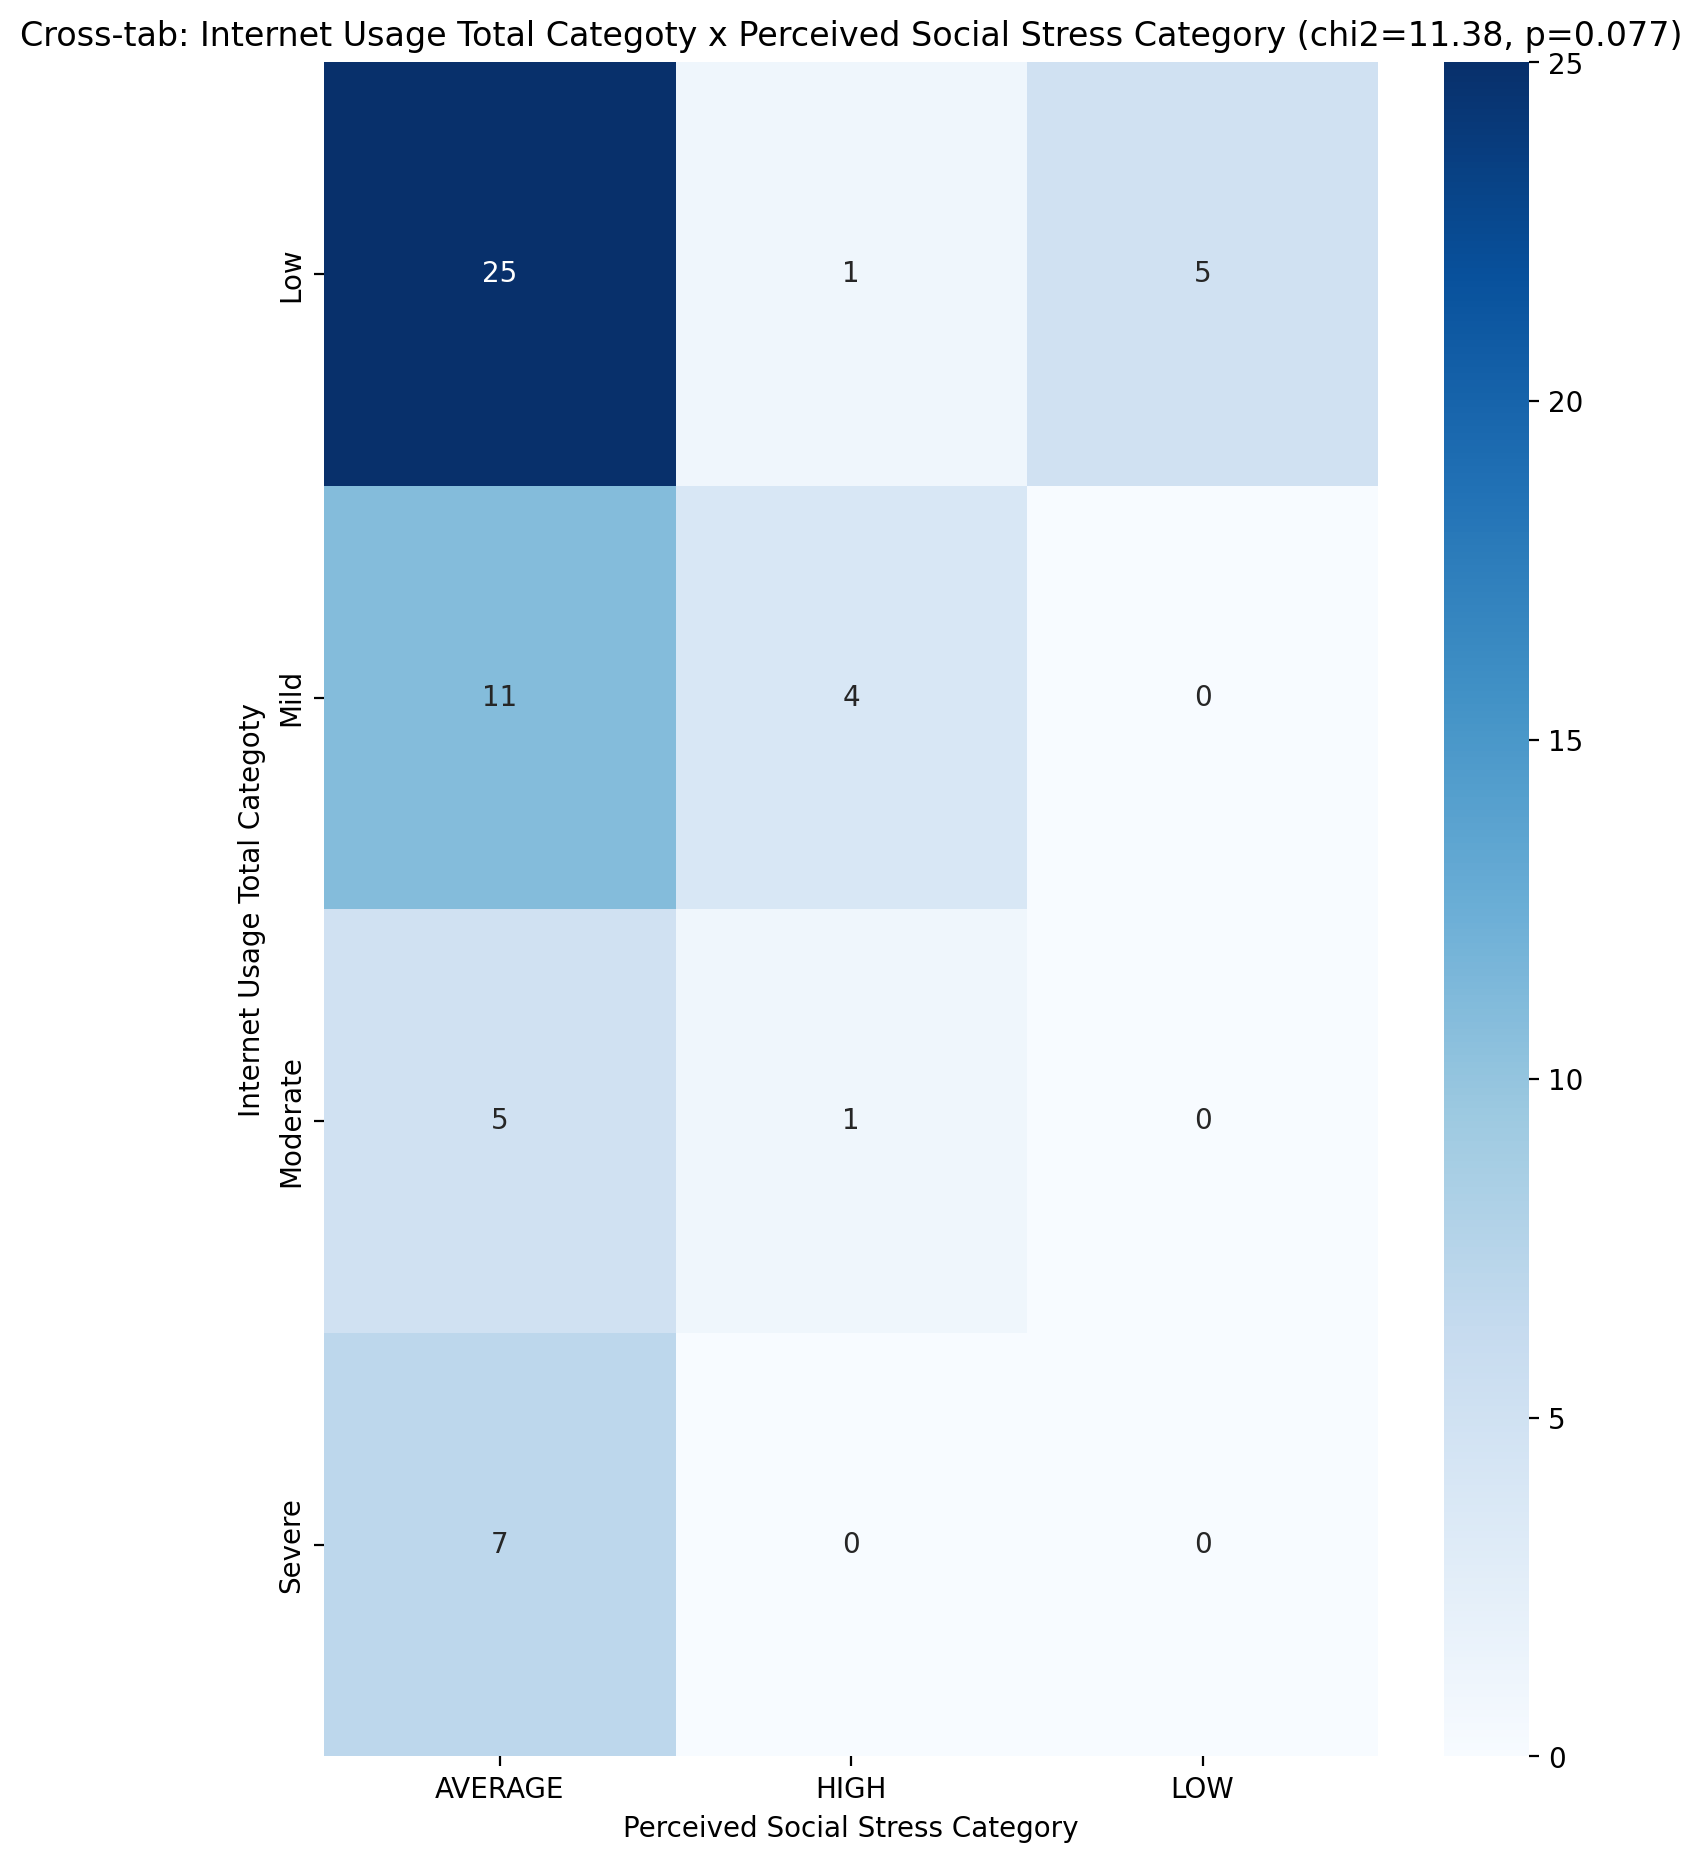 Cross-tab: Internet Usage Total Categoty x Perceived Social Stress Category (chi2=11.38, p=0.077)
Internet Usage Total Categoty
Low
25
1
5
Mild
11
4
0
Moderate
5
1
0
Severe
7
0
0
AVERAGE
HIGH
LOW
Perceived Social Stress Category
25
20
15
10
5
0